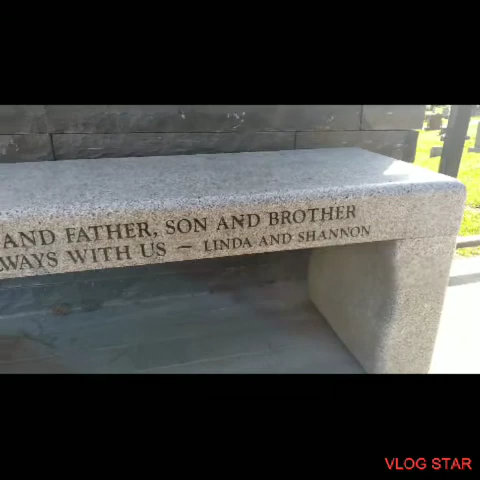 AND FATHER, SON AND BROTHER
WAYS WITH US – LINDA AND SHANNON
VLOG STAR